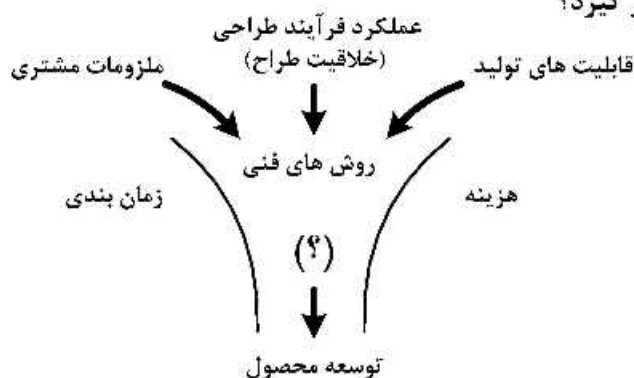 گیرد؟
عملکرد فرآیند طراحی
(خلاقیت طراح)
قابلیت های تولید
ملزومات مشتری
روش های فنی
هزینه
زمان بندی
(؟)
توسعه محصول